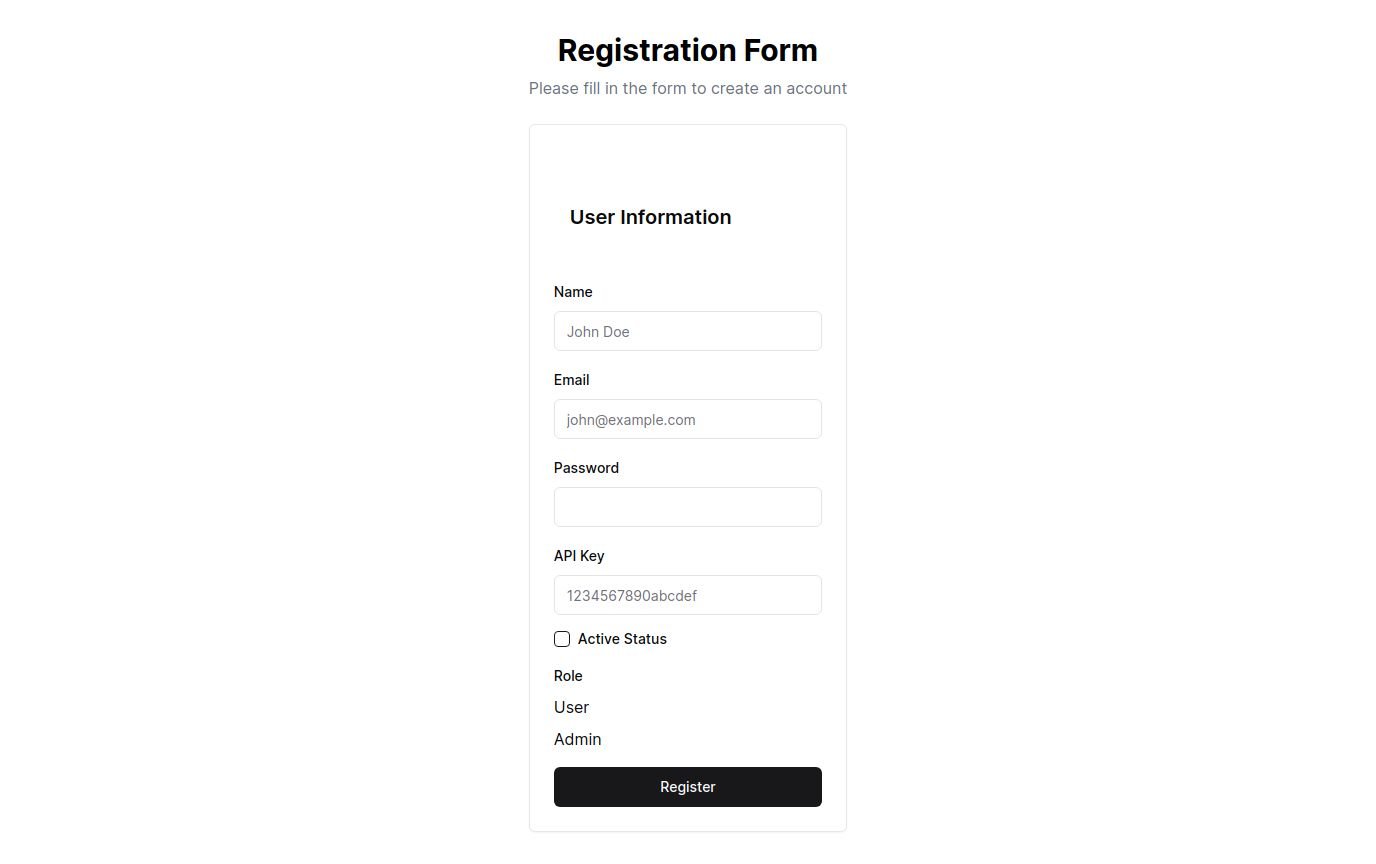 Registration Form
Please fill in the form to create an account
User Information
Name
John Doe
Email
john@example.com
Password
API Key
1234567890abcdef
Active Status
Role
User
Admin
Register